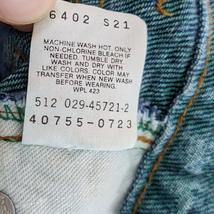 6402 S21
MACHINE WASH HOT. ONLY
NON-CHLORINE BLEACH IF
NEEDED. TUMBLE DRY
WASH AND DRY WITH
LIKE COLORS. COLOR MAY
TRANSFER WHEN NEW WASH
BEFORE WEARING.
WPL 423
512 029-45721-2
40755-0723